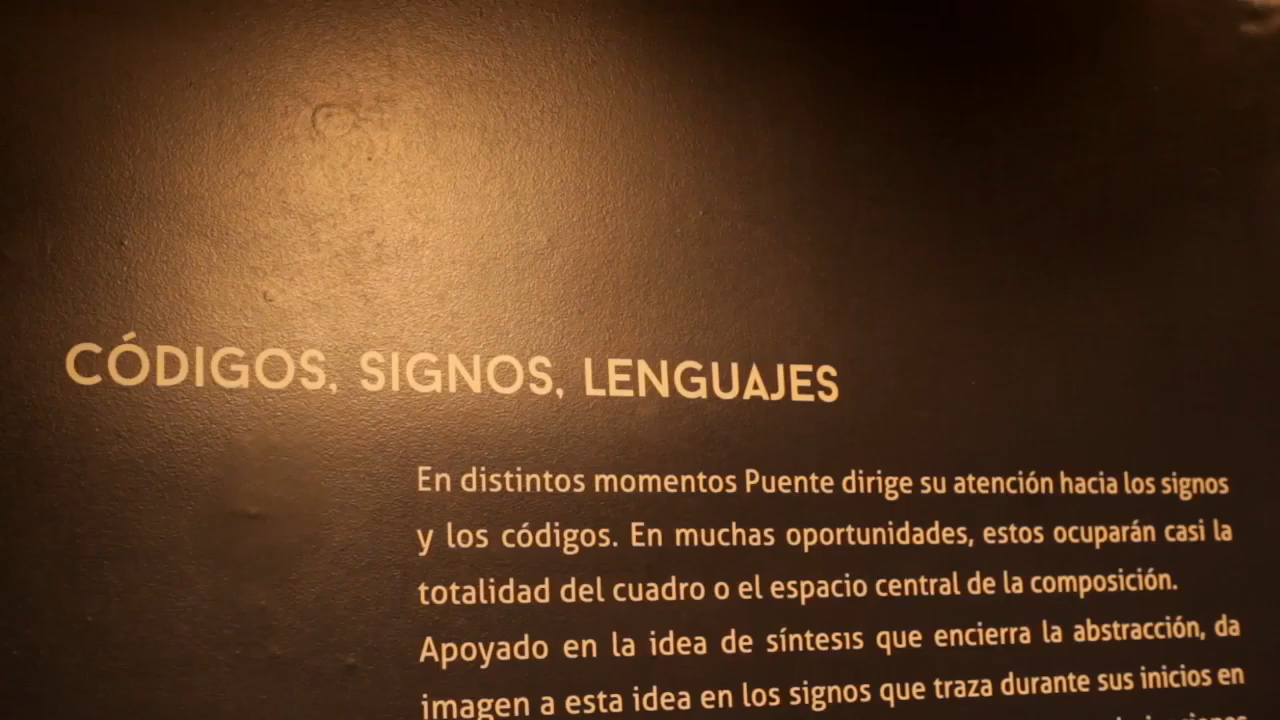 CÓDIGOS, SIGNOS, LENGUAJES
En distintos momentos Puente dirige su atención hacia los signos
y los códigos. En muchas oportunidades, estos ocuparán casi la
totalidad del cuadro o el espacio central de la composición.
Apoyado en la idea de síntesis que encierra la abstracción, da
imagen a esta idea en los signos que traza durante sus inicios en